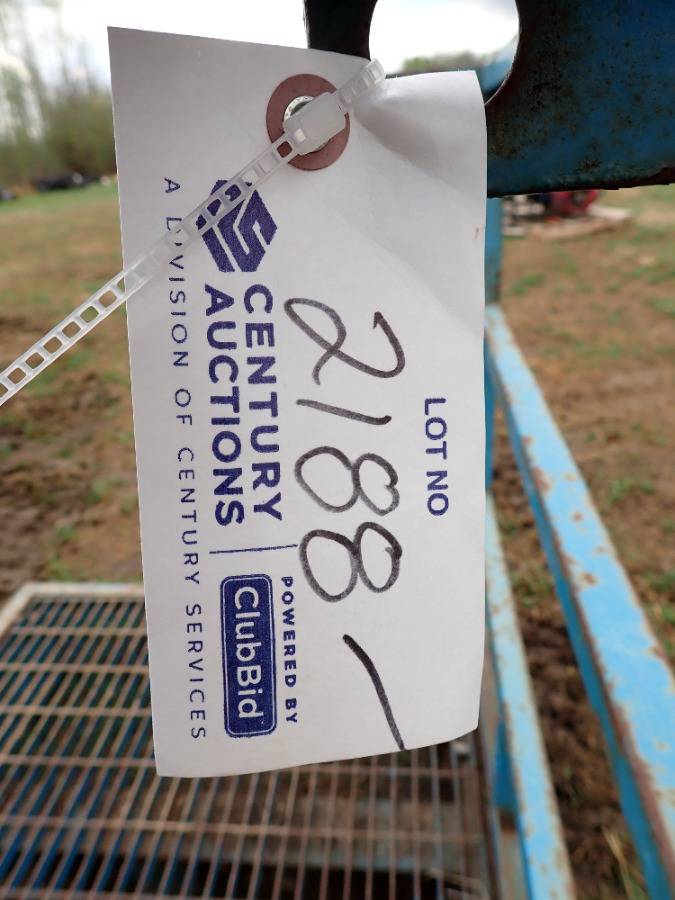 LOT NO
2188 -
CENTURY
AUCTIONS
A DIVISION OF CENTURY SERVICES
POWERED BY
ClubBid